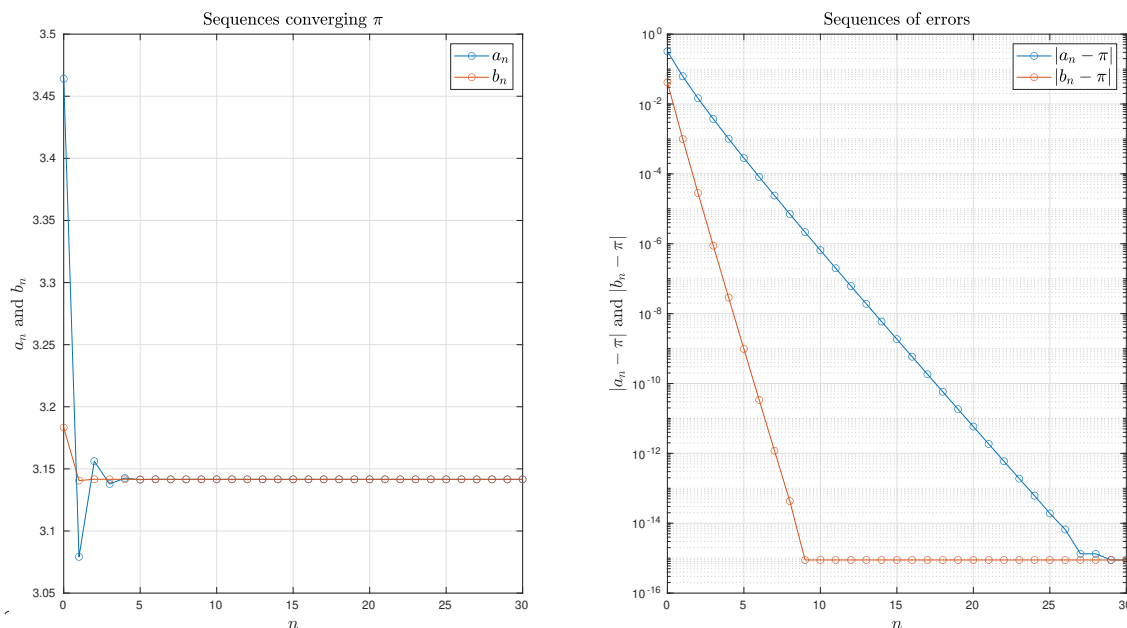 Sequences converging π
3.5
3.45
3.4
3.35
3.3
3.25
3.2
3.15
3.1
3.05
a_n and b_n
0 5 10 15 20 25 30
n
a_n
b_n
Sequences of errors
10^0
10^-2
10^-4
10^-6
10^-8
10^-10
10^-12
10^-14
10^-16
|a_n − π| and |b_n − π|
0 5 10 15 20 25 30
n
|a_n − π|
|b_n − π|